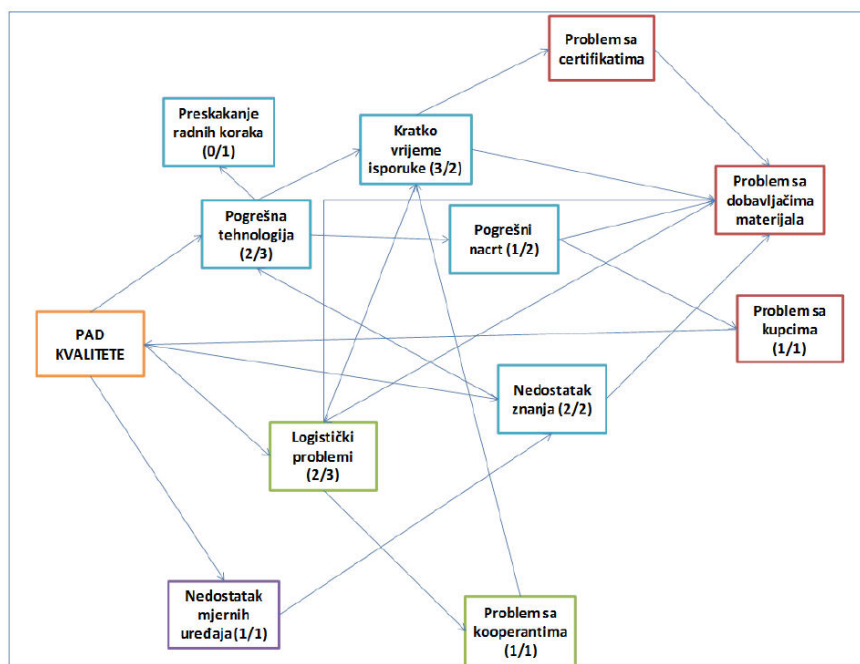 Problem sa
certifikatima
Preskakanje
radnih koraka
(0/1)
Kratko
vrijeme
isporuke (3/2)
Problem sa
dobavljačima
materijala
Pogrešna
tehnologija
(2/3)
Pogrešni
nacrt (1/2)
Problem sa
kupcima
(1/1)
PAD
KVALITETE
Nedostatak
znanja (2/2)
Logistički
problemi
(2/3)
Nedostatak
mjernih
uređaja (1/1)
Problem sa
kooperantima
(1/1)